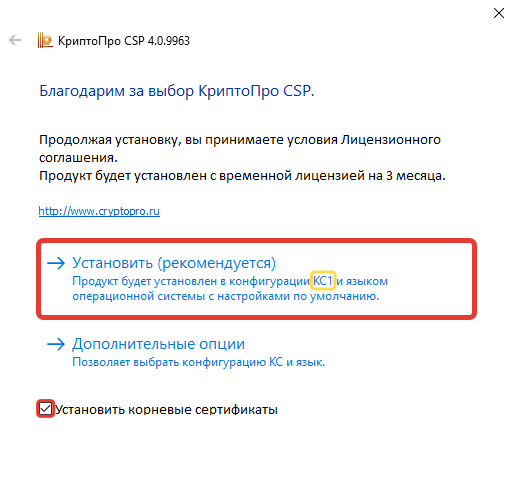 КриптоПро CSP 4.0.9963
Благодарим за выбор КриптоПро CSP.
Продолжая установку, вы принимаете условия Лицензионного
соглашения.
Продукт будет установлен с временной лицензией на 3 месяца.
http://www.cryptopro.ru
Установить (рекомендуется)
Продукт будет установлен в конфигурации КС1 и языком
операционной системы с настройками по умолчанию.
Дополнительные опции
Позволяет выбрать конфигурацию КС и язык.
Установить корневые сертификаты